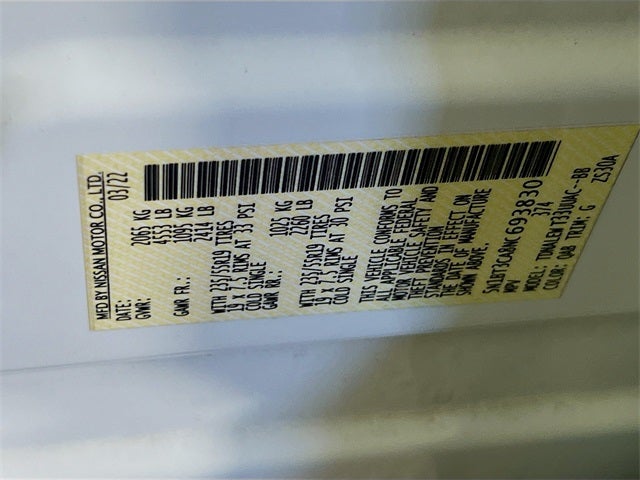 MFD BY NISSAN MOTOR CO., LTD.
DATE: 03/22
GVWR: 2065 KG
4553 LB
GAWR FR.: 1095 KG
2414 LB
WITH 235/55R19 TIRES
19 x 7.5 RIMS AT 33 PSI
COLD SINGLE
GAWR RR.: 1025 KG
2260 LB
WITH 235/55R19 TIRES
19 x 7.5 RIMS AT 30 PSI
COLD SINGLE
THIS VEHICLE CONFORMS TO
ALL APPLICABLE FEDERAL
MOTOR VEHICLE SAFETY AND
THEFT PREVENTION
STANDARDS IN EFFECT ON
THE DATE OF MANUFACTURE
SHOWN ABOVE.
693830
MPV 374
MODEL:
COLOR: TRIM: G ZS30A